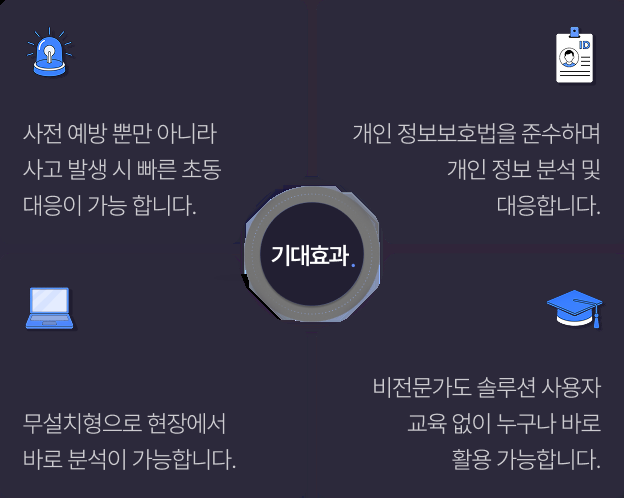 사전 예방 뿐만 아니라
사고 발생 시 빠른 초동
대응이 가능 합니다.
ID
개인 정보보호법을 준수하며
개인 정보 분석 및
대응합니다.
기대효과.
무설치형으로 현장에서
바로 분석이 가능합니다.
비전문가도 솔루션 사용자
교육 없이 누구나 바로
활용 가능합니다.